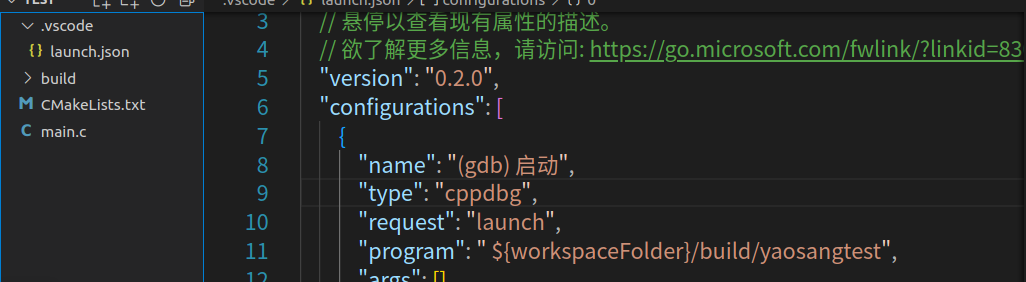 TEST
.vscode
launch.json
build
CMakeLists.txt
main.c
.vscode > launch.json > [ ] configurations > { } 0
3 // 悬停以查看现有属性的描述。
4 // 欲了解更多信息，请访问: https://go.microsoft.com/fwlink/?linkid=83
5 "version": "0.2.0",
6 "configurations": [
7 {
8 "name": "(gdb) 启动",
9 "type": "cppdbg",
10 "request": "launch",
11 "program": " ${workspaceFolder}/build/yaosangtest",
12 "args": []